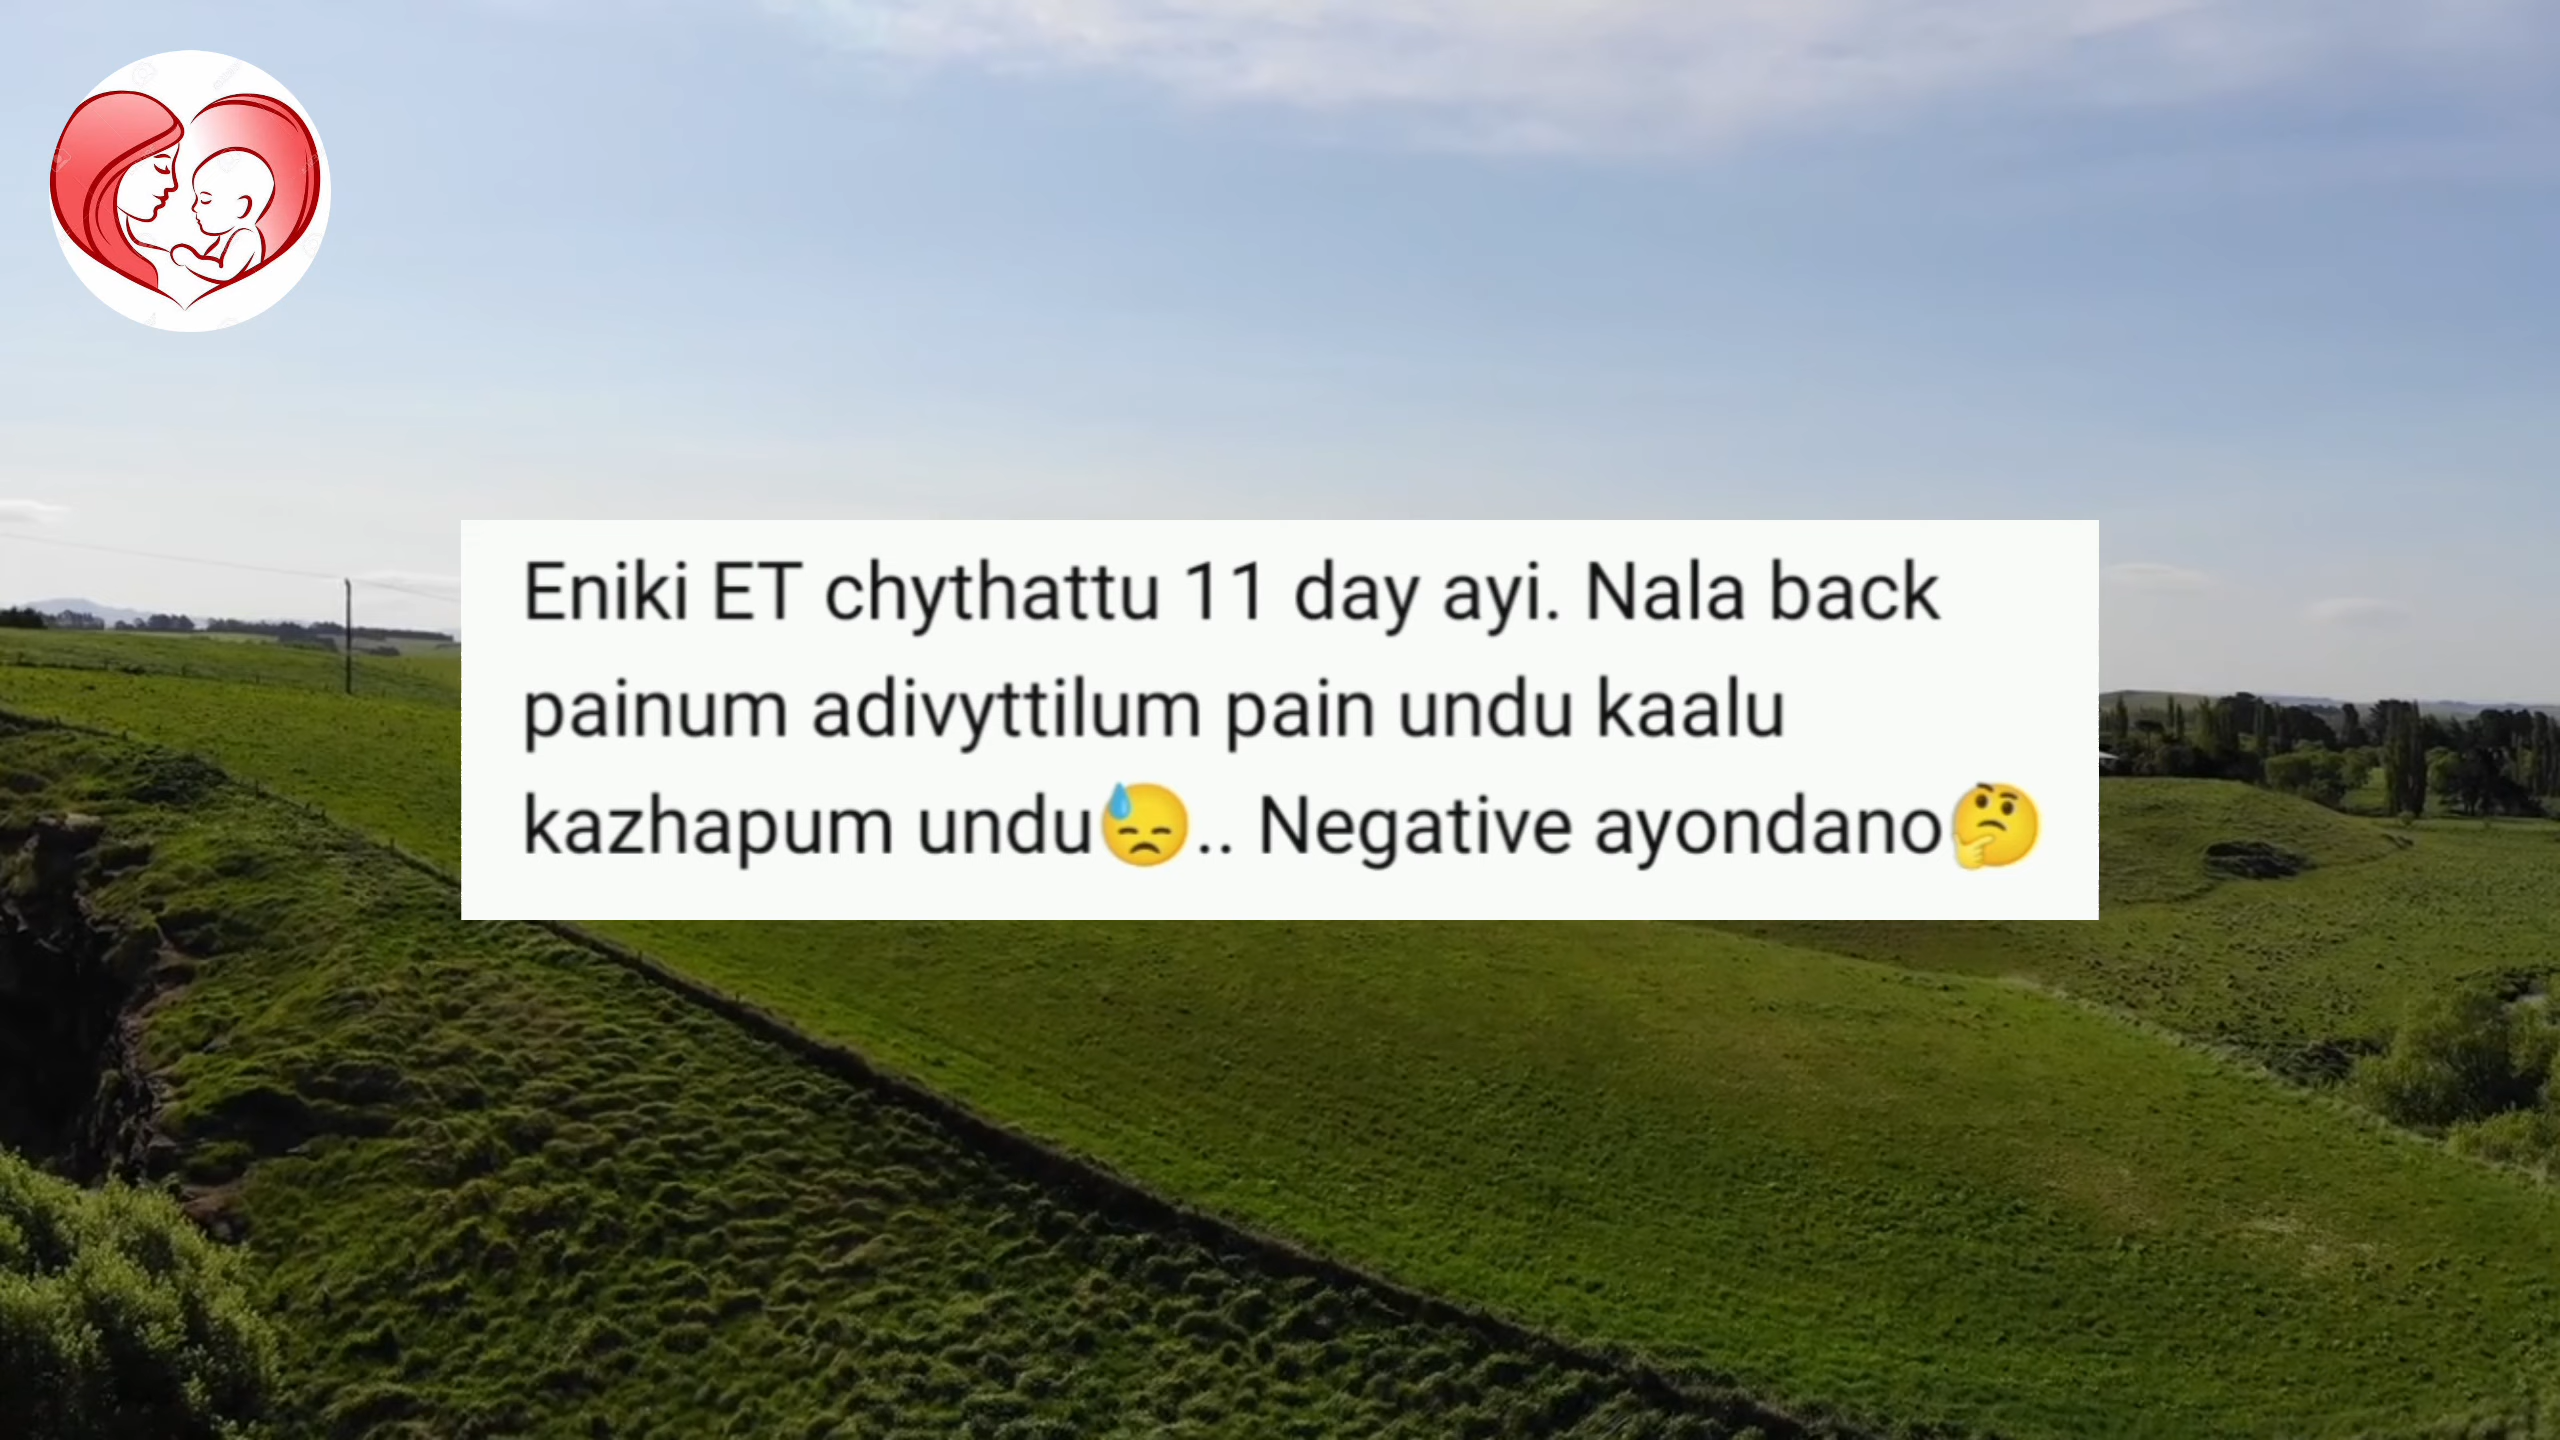 Eniki ET chythattu 11 day ayi. Nala back
painum adivyttilum pain undu kaalu
kazhapum undu😓.. Negative ayondano🤔